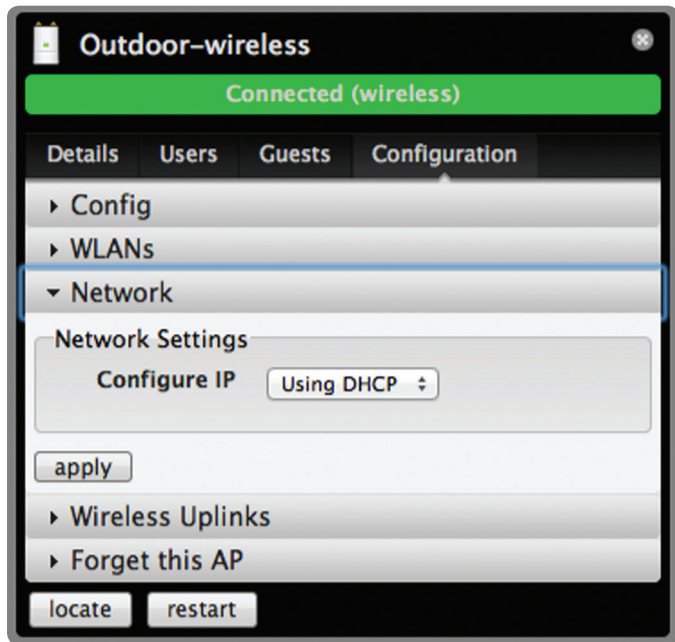 Outdoor-wireless
Connected (wireless)
Details Users Guests Configuration
Config
WLANs
Network
Network Settings
Configure IP Using DHCP
apply
Wireless Uplinks
Forget this AP
locate restart